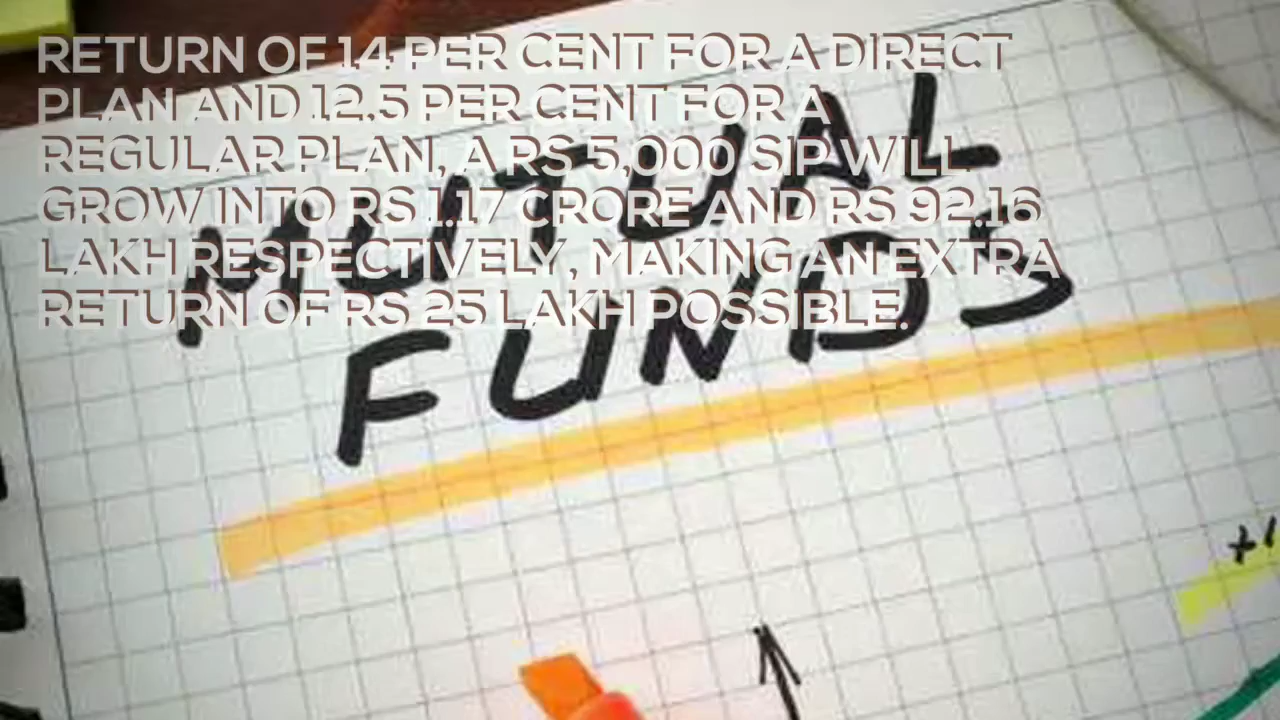 RETURN OF 14 PER CENT FOR A DIRECT
PLAN AND 12.5 PER CENT FOR A
REGULAR PLAN, A RS 5,000 SIP WILL
GROW INTO RS 1.17 CRORE AND RS 92.16
LAKH RESPECTIVELY, MAKING AN EXTRA
RETURN OF RS 25 LAKH POSSIBLE.
MUTUAL
FUNDS